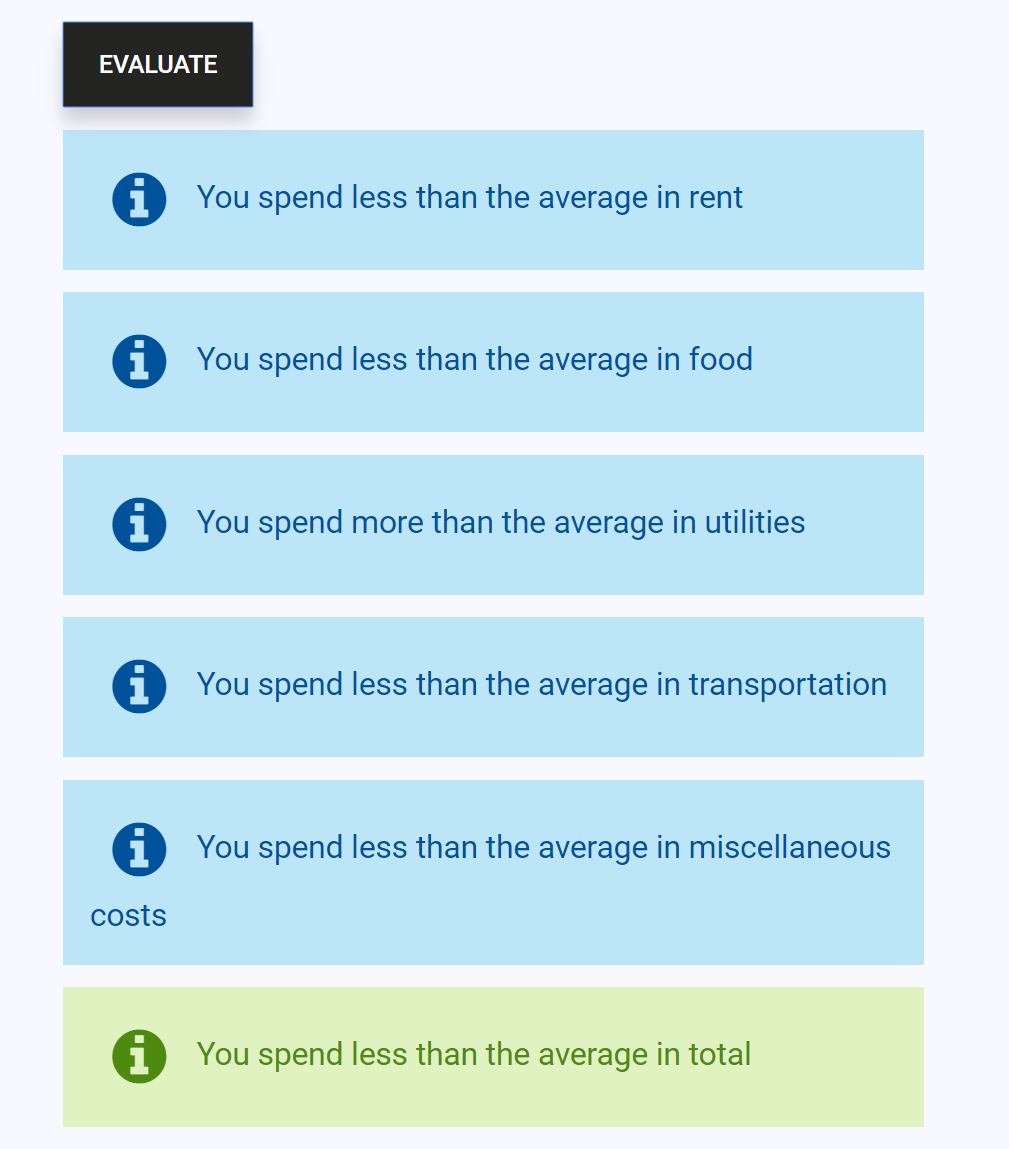 EVALUATE
You spend less than the average in rent
You spend less than the average in food
You spend more than the average in utilities
You spend less than the average in transportation
You spend less than the average in miscellaneous
costs
You spend less than the average in total